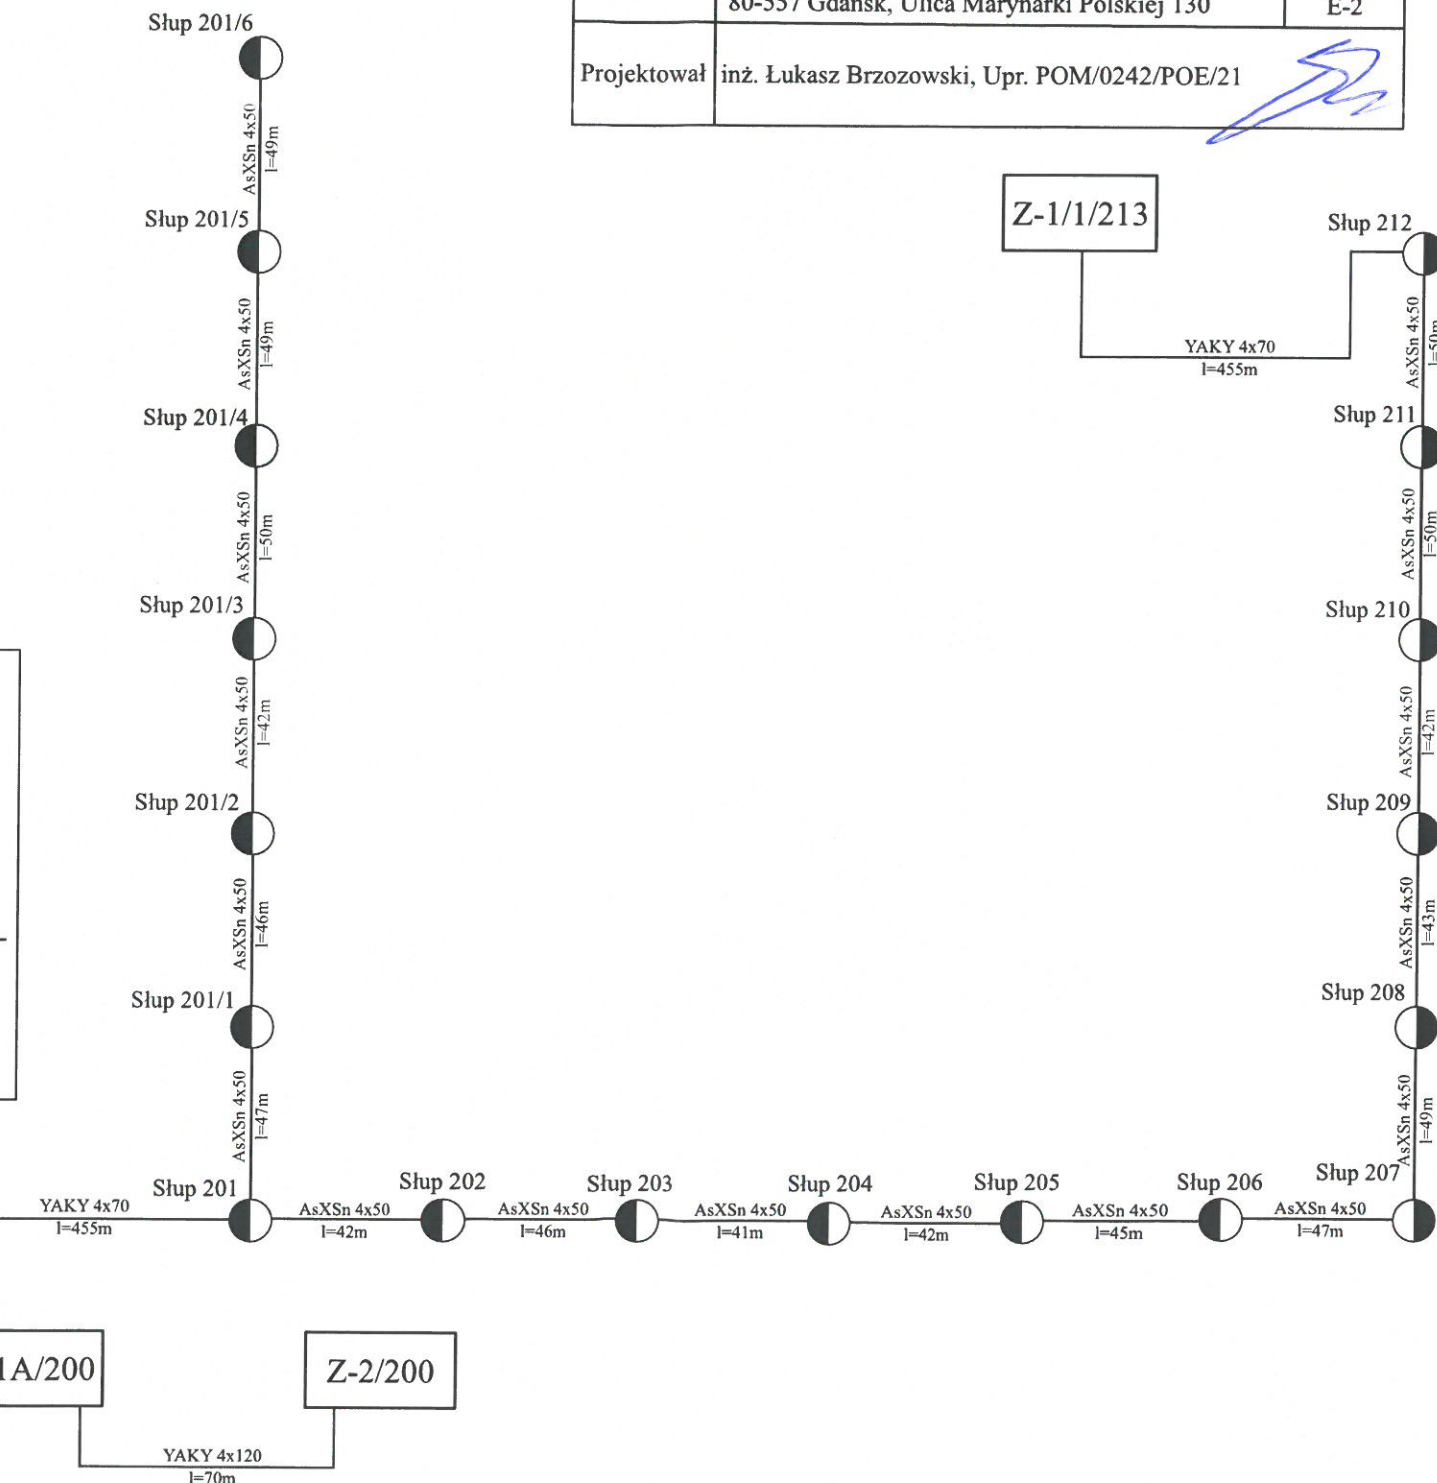 80-557 Gdańsk, Ulica Marynarki Polskiej 130
E-2
Projektował
inż. Łukasz Brzozowski, Upr. POM/0242/POE/21
Słup 201/6
AsXSn 4x50
l=49m
Słup 201/5
AsXSn 4x50
l=49m
Słup 201/4
AsXSn 4x50
l=50m
Słup 201/3
AsXSn 4x50
l=42m
Słup 201/2
AsXSn 4x50
l=46m
Słup 201/1
AsXSn 4x50
l=47m
Słup 201
YAKY 4x70
l=455m
AsXSn 4x50
l=42m
Słup 202
AsXSn 4x50
l=46m
Słup 203
AsXSn 4x50
l=41m
Słup 204
AsXSn 4x50
l=42m
Słup 205
AsXSn 4x50
l=45m
Słup 206
AsXSn 4x50
l=47m
Słup 207
AsXSn 4x50
l=49m
Słup 208
AsXSn 4x50
l=43m
Słup 209
AsXSn 4x50
l=42m
Słup 210
AsXSn 4x50
l=50m
Słup 211
AsXSn 4x50
l=50m
Słup 212
Z-1/1/213
YAKY 4x70
l=455m
1A/200
Z-2/200
YAKY 4x120
l=70m